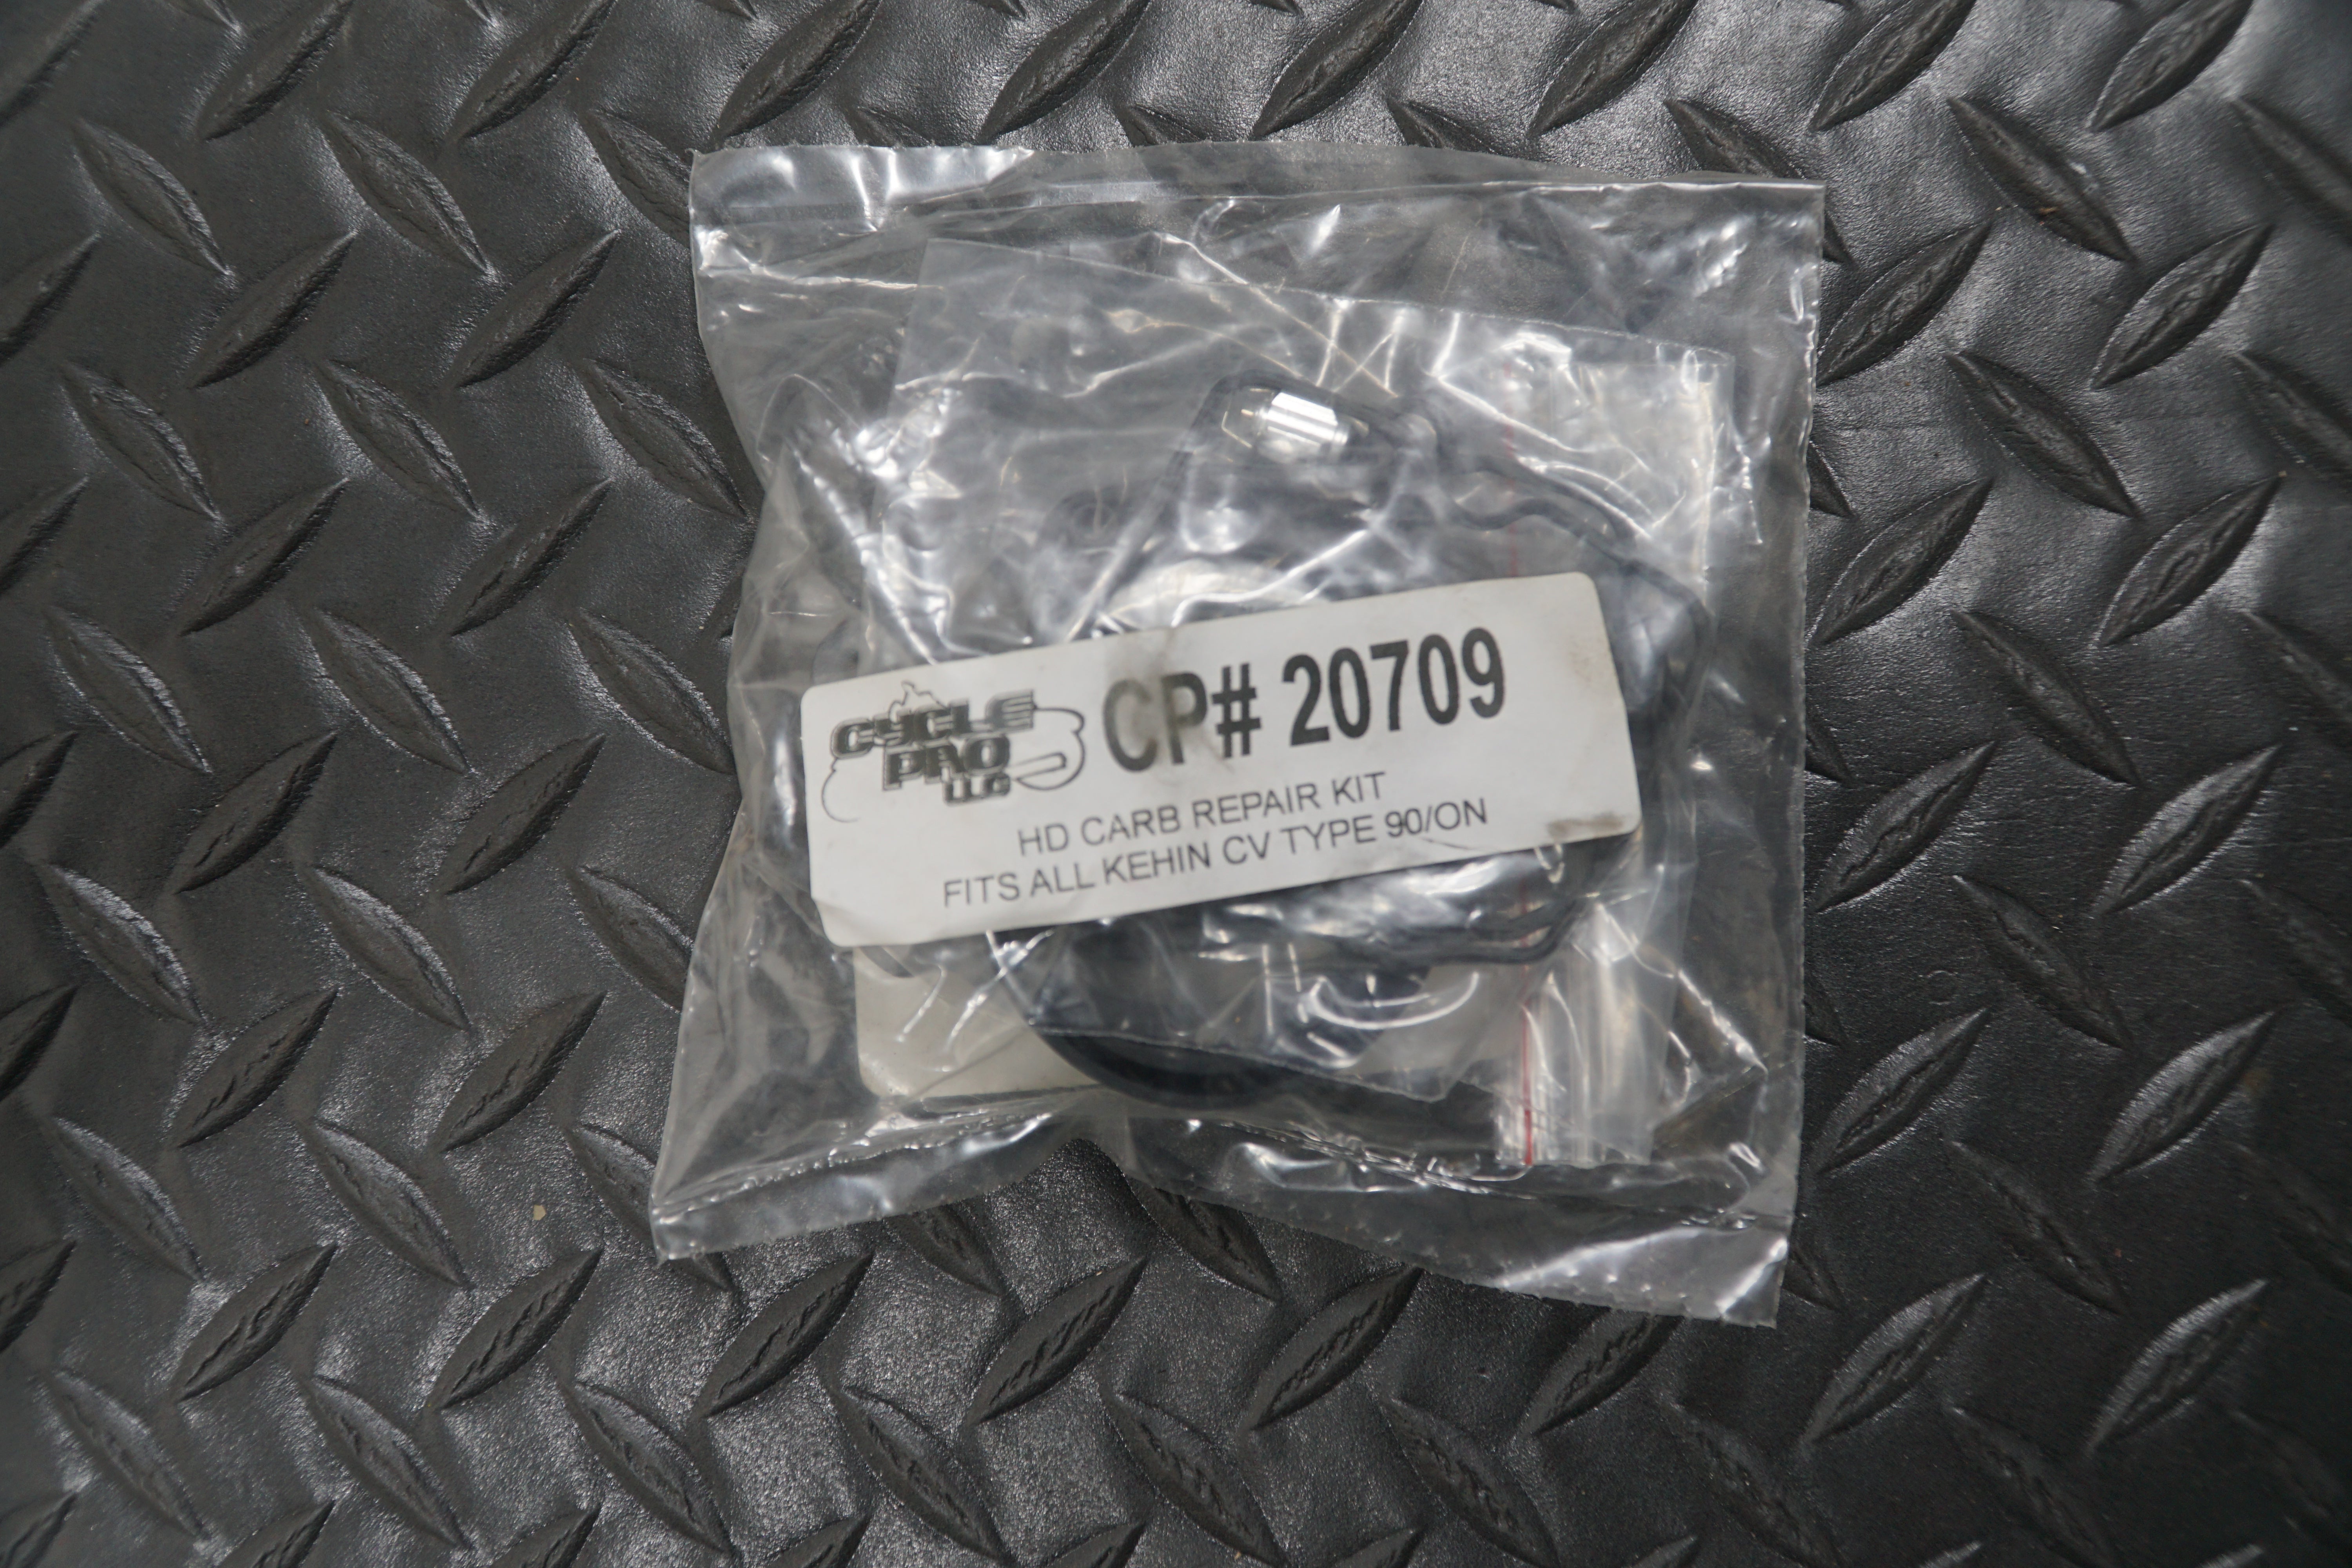 CYCLE
PRO
LLC
CP# 20709
HD CARB REPAIR KIT
FITS ALL KEHIN CV TYPE 90/ON